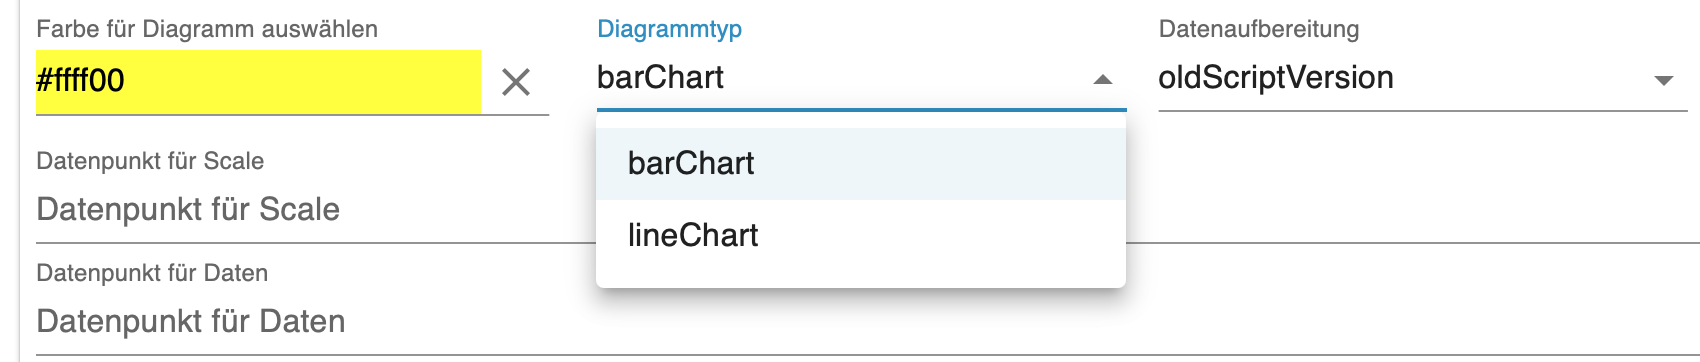 Farbe für Diagramm auswählen
#ffff00
Diagrammtyp
barChart
barChart
lineChart
Datenaufbereitung
oldScriptVersion
Datenpunkt für Scale
Datenpunkt für Scale
Datenpunkt für Daten
Datenpunkt für Daten